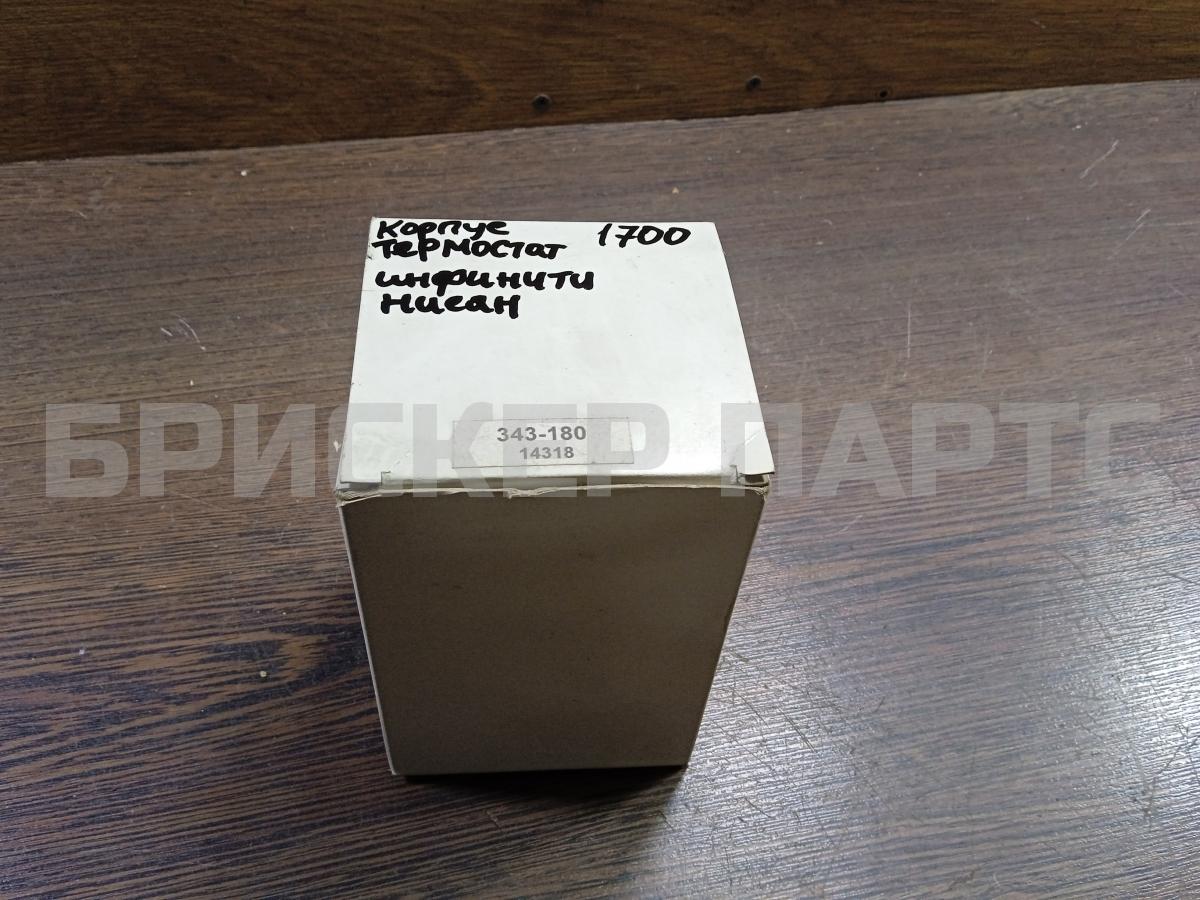 корпус 1700
термостат
инфинити
Нисан
343-180
14318
БРИСКЕР ПАРТС